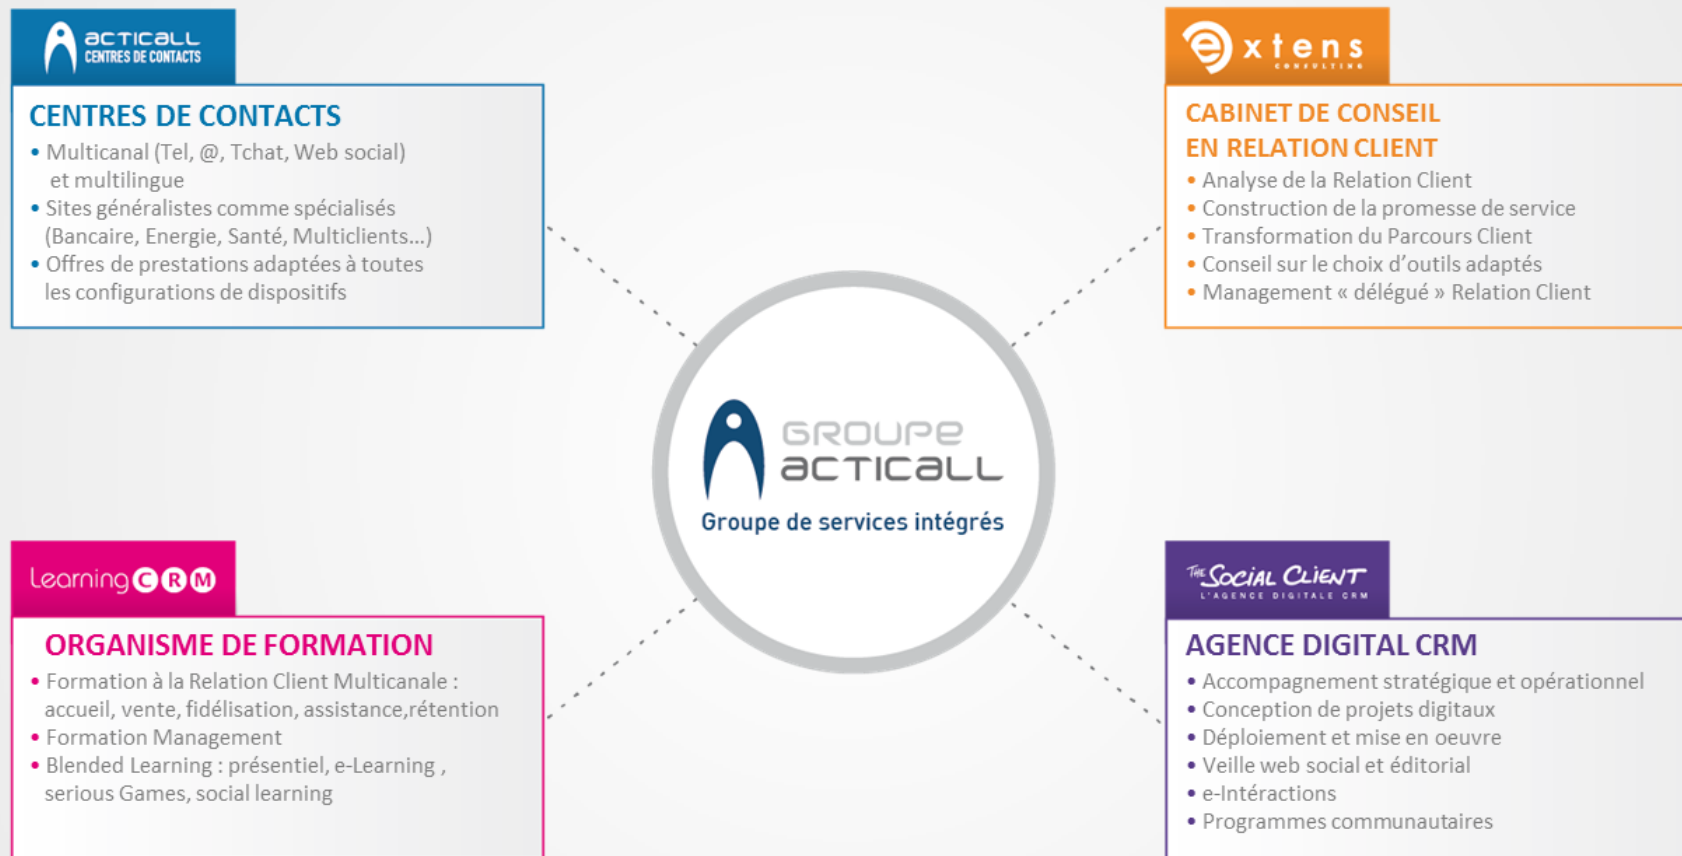 acticall
CENTRES DE CONTACTS
CENTRES DE CONTACTS
• Multicanal (Tel, @, Tchat, Web social)
et multilingue
• Sites généralistes comme spécialisés
(Bancaire, Energie, Santé, Multiclients...)
• Offres de prestations adaptées à toutes
les configurations de dispositifs
extens
CONSULTING
CABINET DE CONSEIL
EN RELATION CLIENT
• Analyse de la Relation Client
• Construction de la promesse de service
• Transformation du Parcours Client
• Conseil sur le choix d'outils adaptés
• Management « délégué » Relation Client
GROUPE
acticall
Groupe de services intégrés
Learning CRM
ORGANISME DE FORMATION
• Formation à la Relation Client Multicanale :
accueil, vente, fidélisation, assistance,rétention
• Formation Management
• Blended Learning : présentiel, e-Learning ,
serious Games, social learning
THE SOCIAL CLIENT
L'AGENCE DIGITALE CRM
AGENCE DIGITAL CRM
• Accompagnement stratégique et opérationnel
• Conception de projets digitaux
• Déploiement et mise en oeuvre
• Veille web social et éditorial
• e-Intéractions
• Programmes communautaires